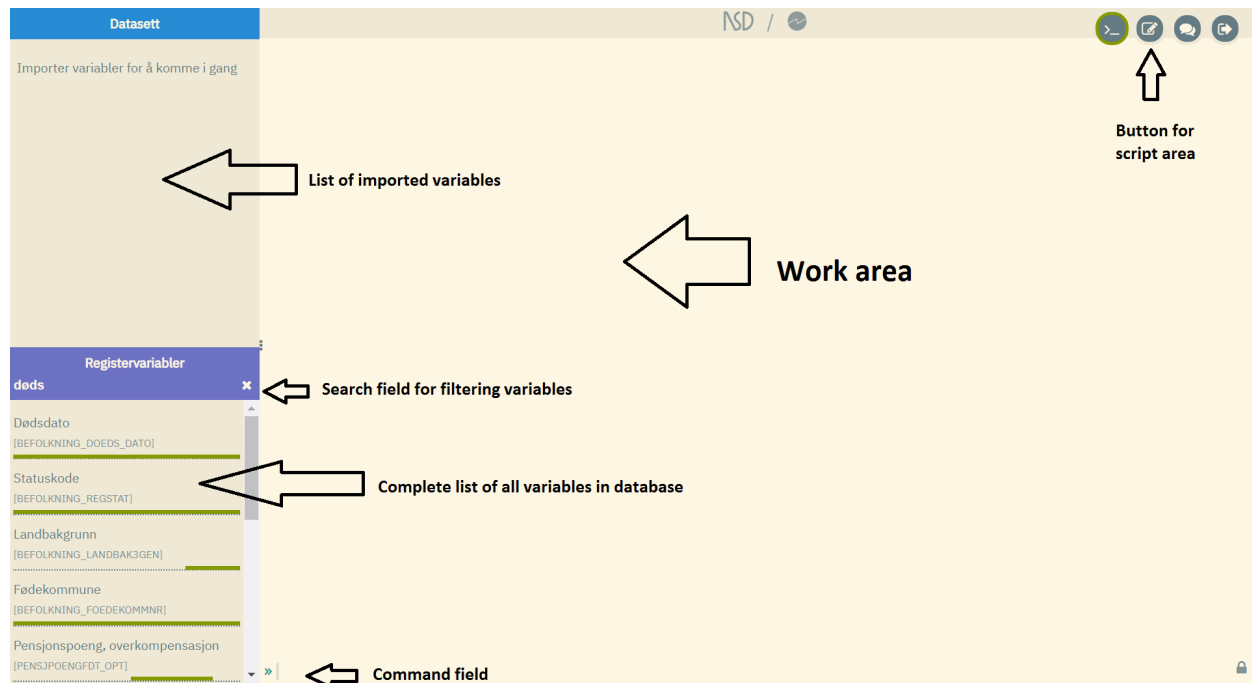 Datasett
NSD /
>_
Importer variabler for å komme i gang
Button for
script area
List of imported variables
Work area
Registervariabler
døds
Search field for filtering variables
Dødsdato
[BEFOLKNING_DOEDS_DATO]
Statuskode
[BEFOLKNING_REGSTAT]
Complete list of all variables in database
Landbakgrunn
[BEFOLKNING_LANDBAK3GEN]
Fødekommune
[BEFOLKNING_FOEDEKOMMNR]
Pensjonspoeng, overkompensasjon
[PENSJPOENGFDT_OPT]
»
Command field